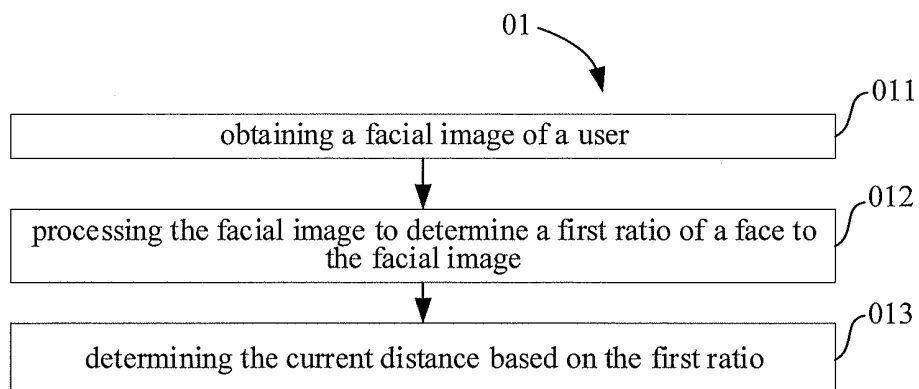 01
011
obtaining a facial image of a user
012
processing the facial image to determine a first ratio of a face to
the facial image
013
determining the current distance based on the first ratio